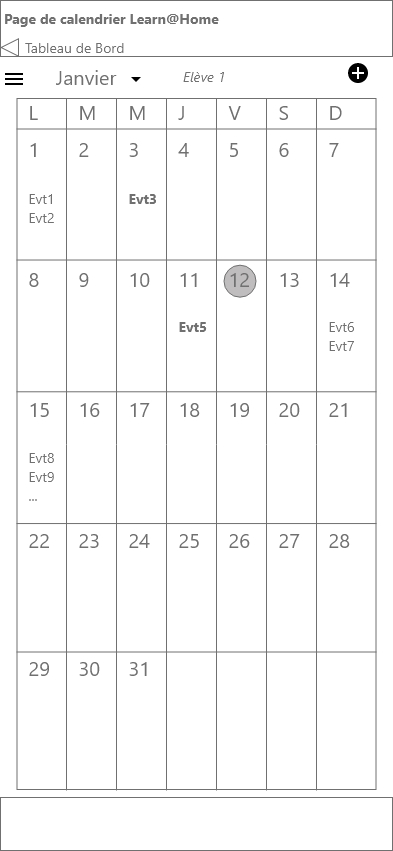 Page de calendrier Learn@Home
Tableau de Bord
Janvier Elève 1
L M M J V S D
1 2 3 4 5 6 7
Evt1 Evt3
Evt2
8 9 10 11 12 13 14
Evt5 Evt6
Evt7
15 16 17 18 19 20 21
Evt8
Evt9
...
22 23 24 25 26 27 28
29 30 31